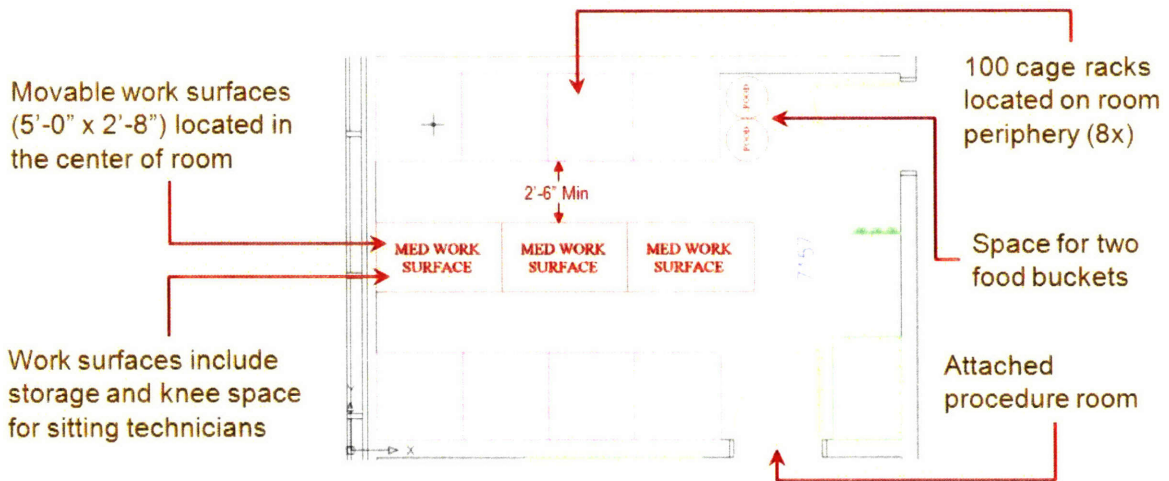 Movable work surfaces
(5'-0" x 2'-8") located in
the center of room
Work surfaces include
storage and knee space
for sitting technicians
FOOD
FOOD
2'-6" Min
MED WORK
SURFACE
MED WORK
SURFACE
MED WORK
SURFACE
Y
X
100 cage racks
located on room
periphery (8x)
Space for two
food buckets
Attached
procedure room